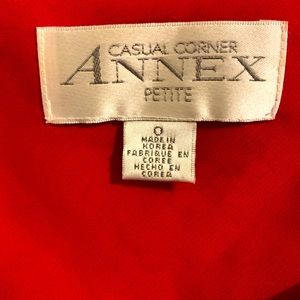 CASUAL CORNER
ANNEX
PETITE
0
MADE IN
KOREA
FABRIQUE EN
COREE
HECHO EN
COREA